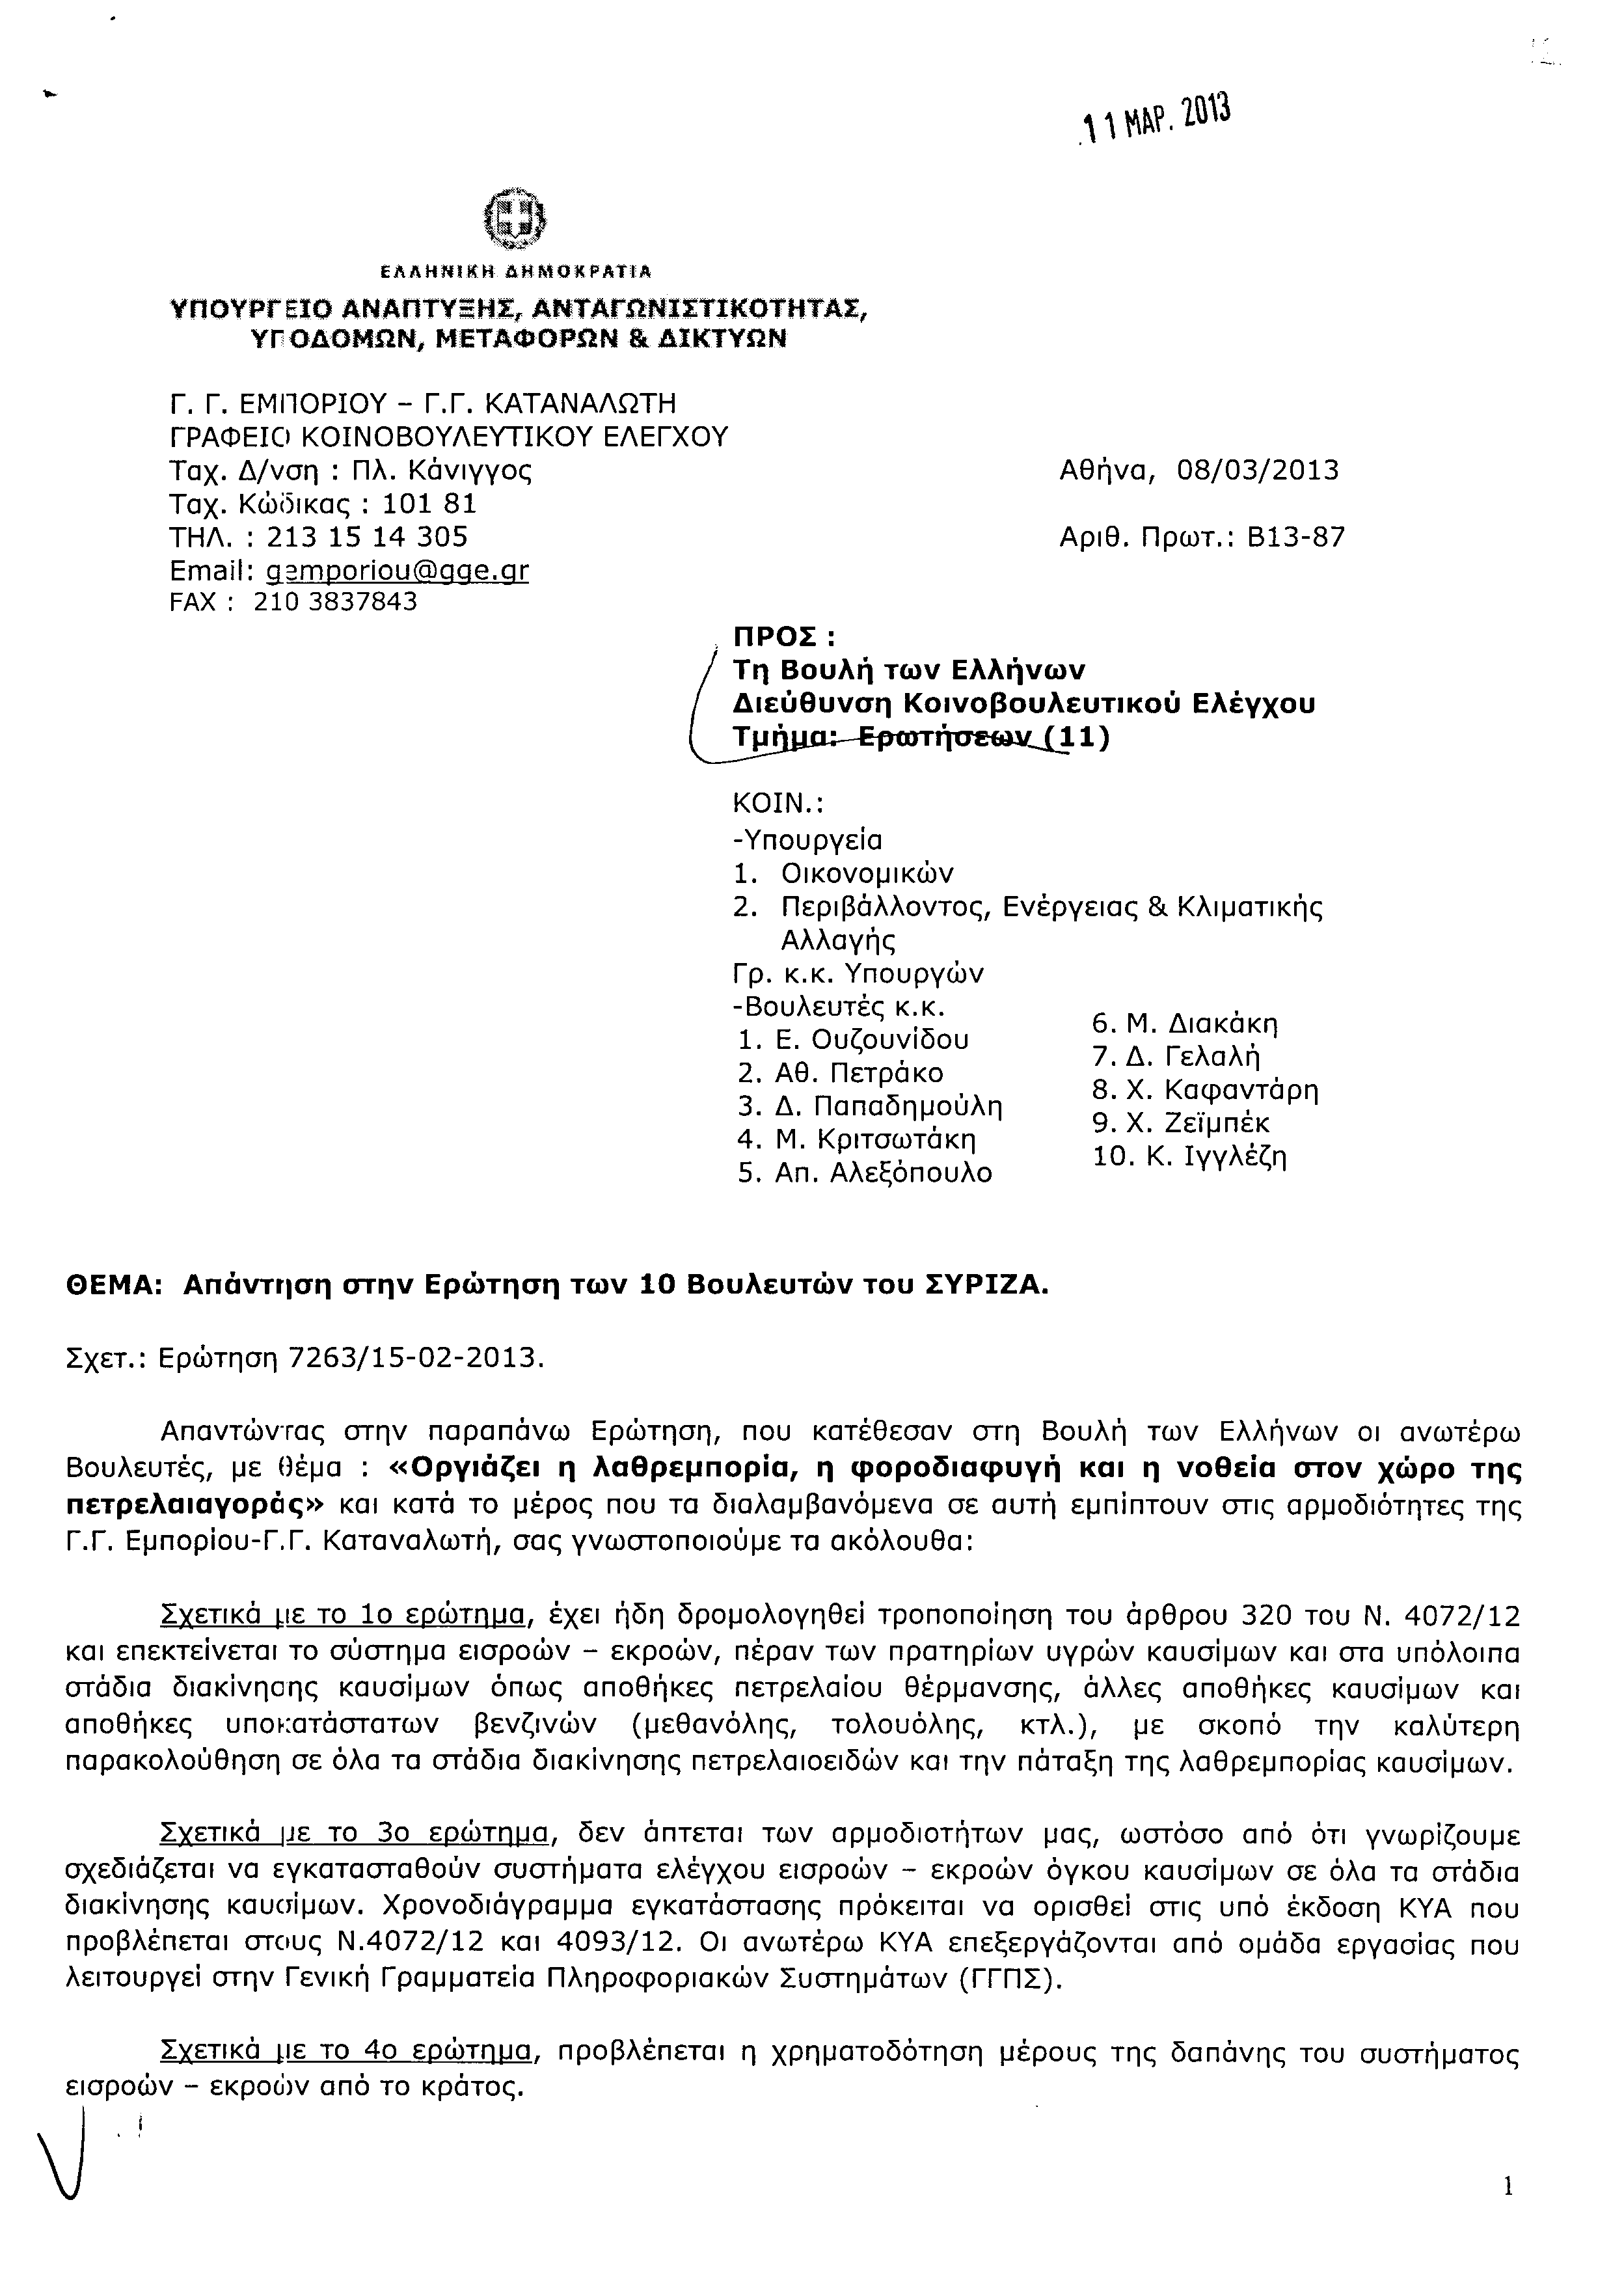 11 ΜΑΡ. 2013
ΕΛΛΗΝΙΚΗ ΔΗΜΟΚΡΑΤΙΑ
ΥΠΟΥΡΓΕΙΟ ΑΝΑΠΤΥΞΗΣ, ΑΝΤΑΓΩΝΙΣΤΙΚΟΤΗΤΑΣ,
ΥΠΟΔΟΜΩΝ, ΜΕΤΑΦΟΡΩΝ & ΔΙΚΤΥΩΝ
Γ. Γ. ΕΜΠΟΡΙΟΥ – Γ.Γ. ΚΑΤΑΝΑΛΩΤΗ
ΓΡΑΦΕΙΟ ΚΟΙΝΟΒΟΥΛΕΥΤΙΚΟΥ ΕΛΕΓΧΟΥ
Ταχ. Δ/νση : Πλ. Κάνιγγος
Ταχ. Κώδικας : 101 81
ΤΗΛ. : 213 15 14 305
Email: gemporiou@gge.gr
FAX : 210 3837843
Αθήνα, 08/03/2013
Αριθ. Πρωτ.: Β13-87
ΠΡΟΣ :
Τη Βουλή των Ελλήνων
Διεύθυνση Κοινοβουλευτικού Ελέγχου
Τμήμα: Ερωτήσεων (11)
ΚΟΙΝ.:
-Υπουργεία
1. Οικονομικών
2. Περιβάλλοντος, Ενέργειας & Κλιματικής
Αλλαγής
Γρ. κ.κ. Υπουργών
-Βουλευτές κ.κ.
1. Ε. Ουζουνίδου
2. Αθ. Πετράκο
3. Δ. Παπαδημούλη
4. Μ. Κριτσωτάκη
5. Απ. Αλεξόπουλο
6. Μ. Διακάκη
7. Δ. Γελαλή
8. Χ. Καφαντάρη
9. Χ. Ζεϊμπέκ
10. Κ. Ιγγλέζη
ΘΕΜΑ: Απάντηση στην Ερώτηση των 10 Βουλευτών του ΣΥΡΙΖΑ.
Σχετ.: Ερώτηση 7263/15-02-2013.
Απαντώντας στην παραπάνω Ερώτηση, που κατέθεσαν στη Βουλή των Ελλήνων οι ανωτέρω
Βουλευτές, με θέμα : «Οργιάζει η λαθρεμπορία, η φοροδιαφυγή και η νοθεία στον χώρο της
πετρελαιαγοράς» και κατά το μέρος που τα διαλαμβανόμενα σε αυτή εμπίπτουν στις αρμοδιότητες της
Γ.Γ. Εμπορίου-Γ.Γ. Καταναλωτή, σας γνωστοποιούμε τα ακόλουθα:
Σχετικά με το 1ο ερώτημα, έχει ήδη δρομολογηθεί τροποποίηση του άρθρου 320 του Ν. 4072/12
και επεκτείνεται το σύστημα εισροών – εκροών, πέραν των πρατηρίων υγρών καυσίμων και στα υπόλοιπα
στάδια διακίνησης καυσίμων όπως αποθήκες πετρελαίου θέρμανσης, άλλες αποθήκες καυσίμων και
αποθήκες υποκατάστατων βενζινών (μεθανόλης, τολουόλης, κτλ.), με σκοπό την καλύτερη
παρακολούθηση σε όλα τα στάδια διακίνησης πετρελαιοειδών και την πάταξη της λαθρεμπορίας καυσίμων.
Σχετικά με το 3ο ερώτημα, δεν άπτεται των αρμοδιοτήτων μας, ωστόσο από ότι γνωρίζουμε
σχεδιάζεται να εγκατασταθούν συστήματα ελέγχου εισροών – εκροών όγκου καυσίμων σε όλα τα στάδια
διακίνησης καυσίμων. Χρονοδιάγραμμα εγκατάστασης πρόκειται να ορισθεί στις υπό έκδοση ΚΥΑ που
προβλέπεται στους Ν.4072/12 και 4093/12. Οι ανωτέρω ΚΥΑ επεξεργάζονται από ομάδα εργασίας που
λειτουργεί στην Γενική Γραμματεία Πληροφοριακών Συστημάτων (ΓΓΠΣ).
Σχετικά με το 4ο ερώτημα, προβλέπεται η χρηματοδότηση μέρους της δαπάνης του συστήματος
εισροών – εκροών από το κράτος.
1